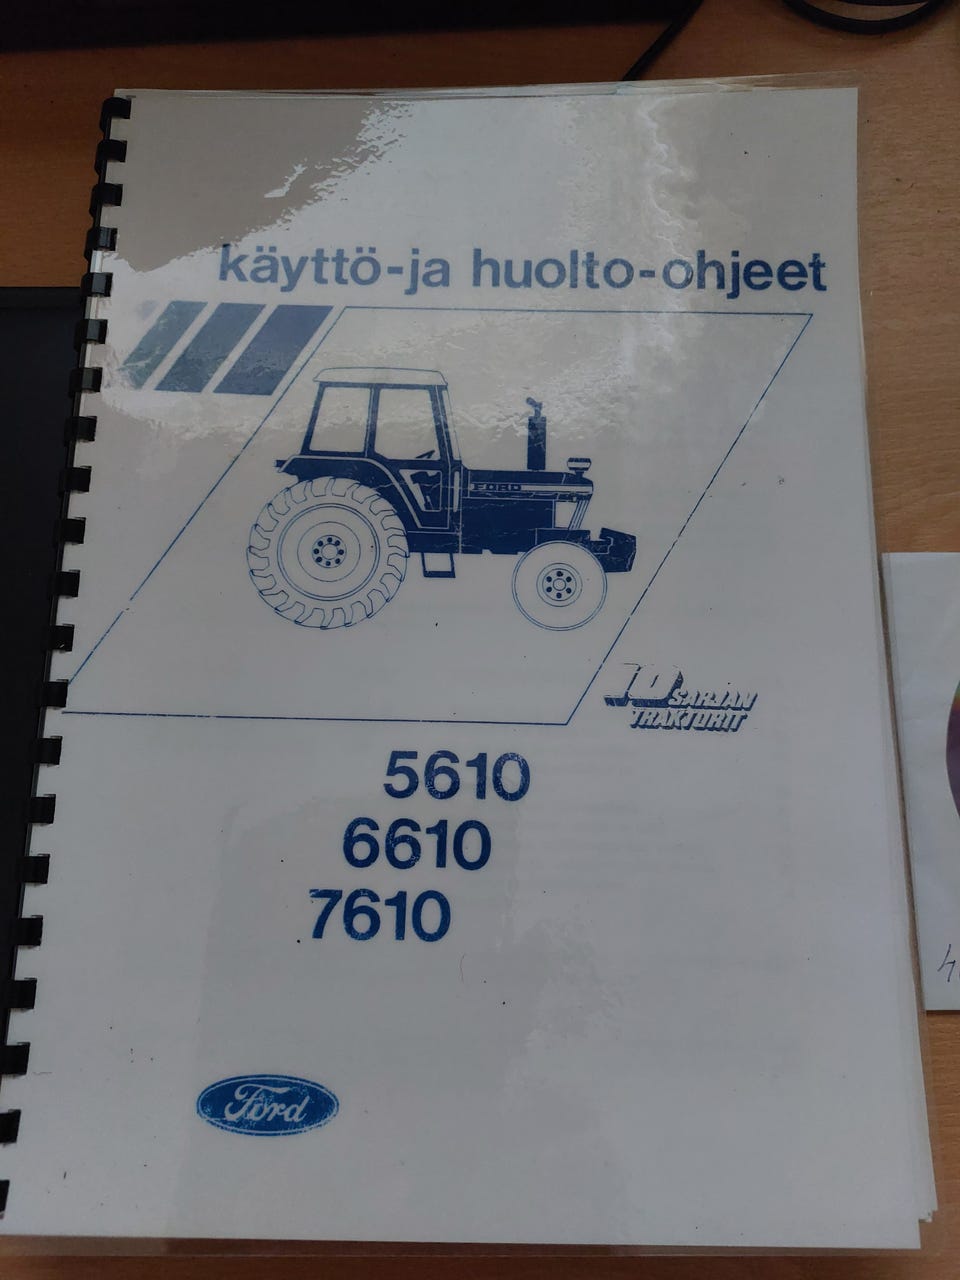 käyttö-ja huolto-ohjeet
FORD
10 SARJAN
TRAKTORIT
5610
6610
7610
Ford